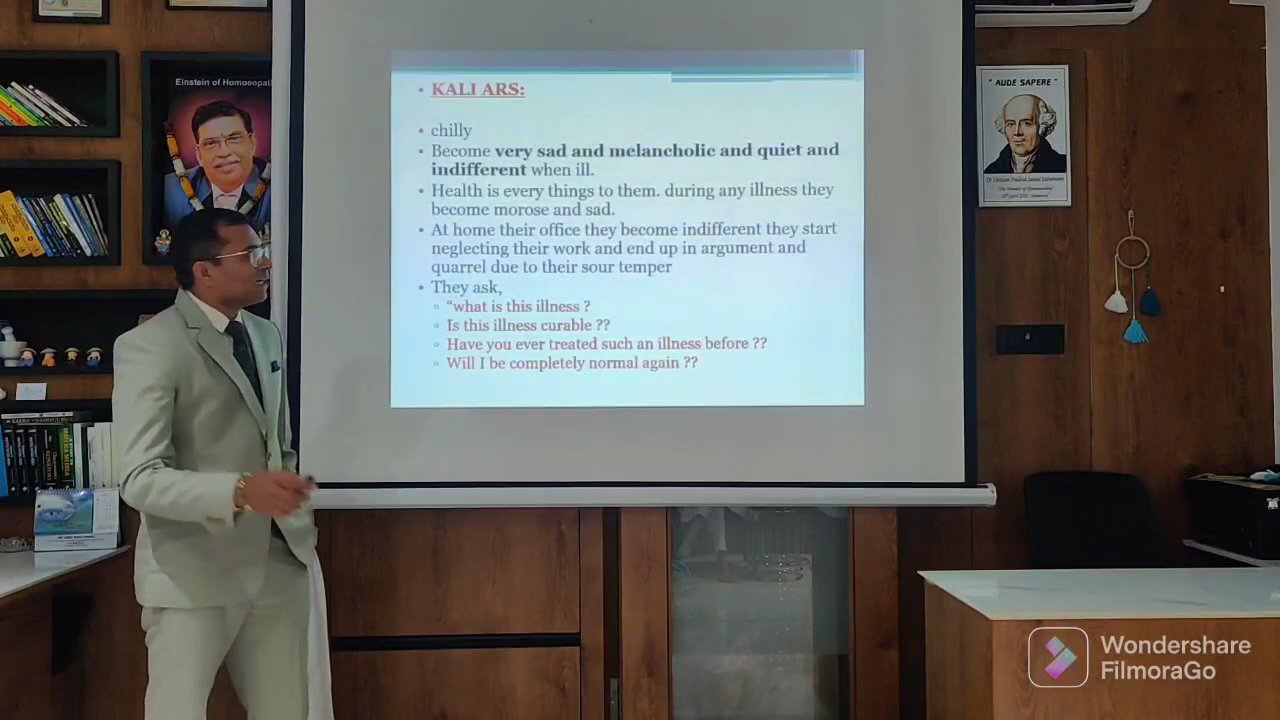 Einstein of Homoeopath
" AUDE SAPERE "
KALI ARS:
chilly
Become very sad and melancholic and quiet and
indifferent when ill.
Health is every things to them. during any illness they
become morose and sad.
At home their office they become indifferent they start
neglecting their work and end up in argument and
quarrel due to their sour temper
They ask,
"what is this illness ?
Is this illness curable ??
Have you ever treated such an illness before ??
Will I be completely normal again ??
Wondershare
FilmoraGo